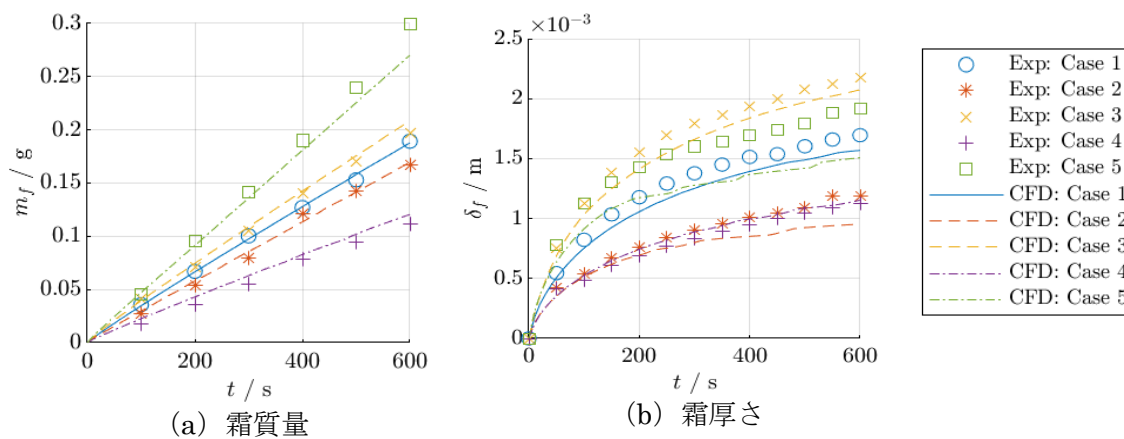 0.3
0.25
0.2
0.15
0.1
0.05
0
m_f / g
0 200 400 600
t / s
(a) 霜質量
×10⁻³
2.5
2
1.5
1
0.5
0
δ_f / m
0 200 400 600
t / s
(b) 霜厚さ
Exp: Case 1
Exp: Case 2
Exp: Case 3
Exp: Case 4
Exp: Case 5
CFD: Case 1
CFD: Case 2
CFD: Case 3
CFD: Case 4
CFD: Case 5